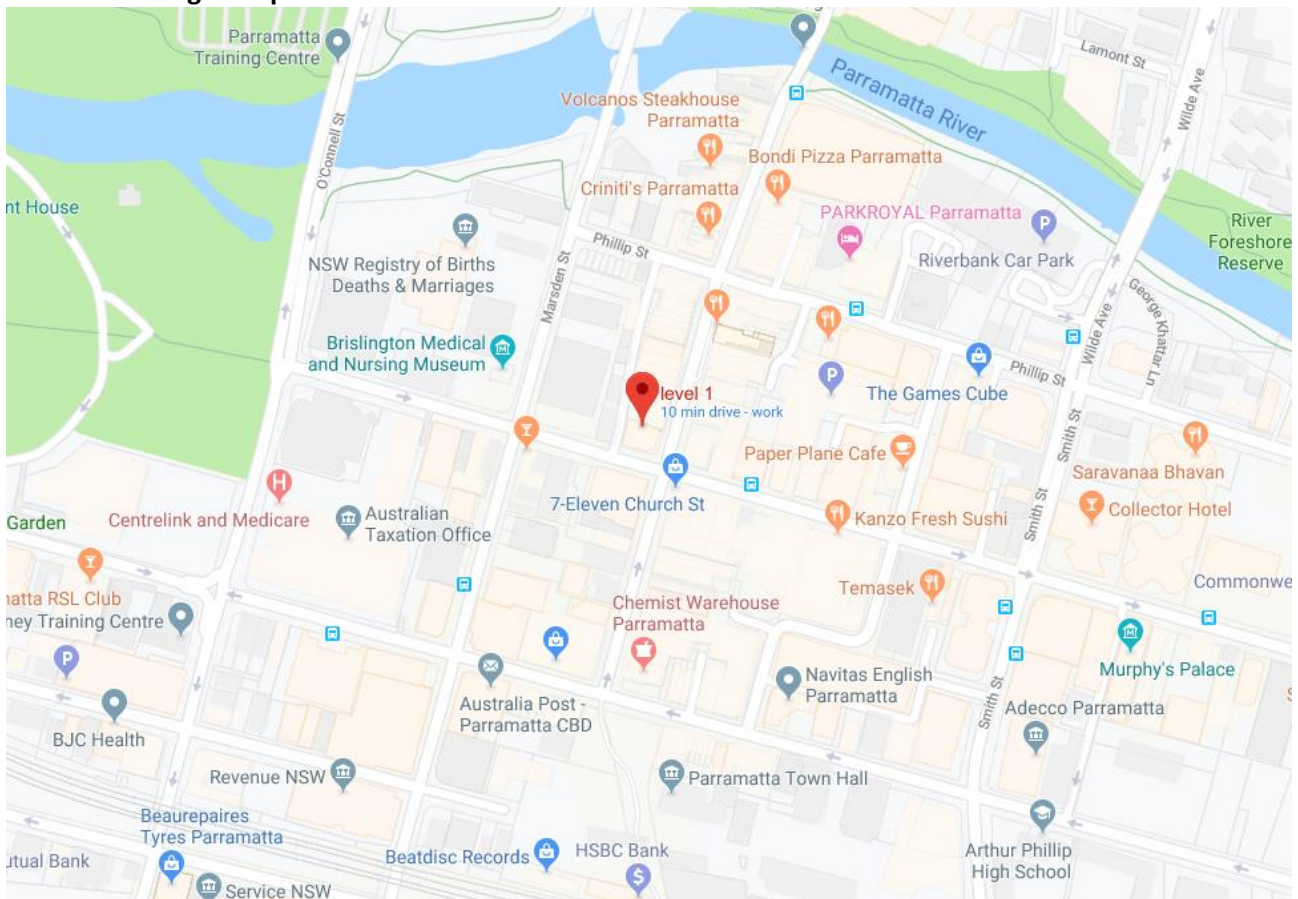 Parramatta
Training Centre
Lamont St
Volcanos Steakhouse
Parramatta
Parramatta River
Wilde Ave
O'Connell St
Bondi Pizza Parramatta
Criniti's Parramatta
nt House
PARKROYAL Parramatta
P
River
Foreshore
Reserve
Phillip St
Riverbank Car Park
NSW Registry of Births
Deaths & Marriages
Marsden St
George Khattar Ln
Wilde Ave
Brislington Medical
and Nursing Museum
Phillip St
P
level 1
10 min drive - work
The Games Cube
Smith St
Paper Plane Cafe
Saravanaa Bhavan
H
7-Eleven Church St
Collector Hotel
Centrelink and Medicare
Australian
Taxation Office
Kanzo Fresh Sushi
Smith St
Garden
Temasek
Commonwe
natta RSL Club
ney Training Centre
Chemist Warehouse
Parramatta
P
Murphy's Palace
Navitas English
Parramatta
Australia Post -
Parramatta CBD
Smith St
Adecco Parramatta
BJC Health
Revenue NSW
Parramatta Town Hall
Beaurepaires
Tyres Parramatta
utual Bank
Beatdisc Records
HSBC Bank
Arthur Phillip
High School
$
Service NSW